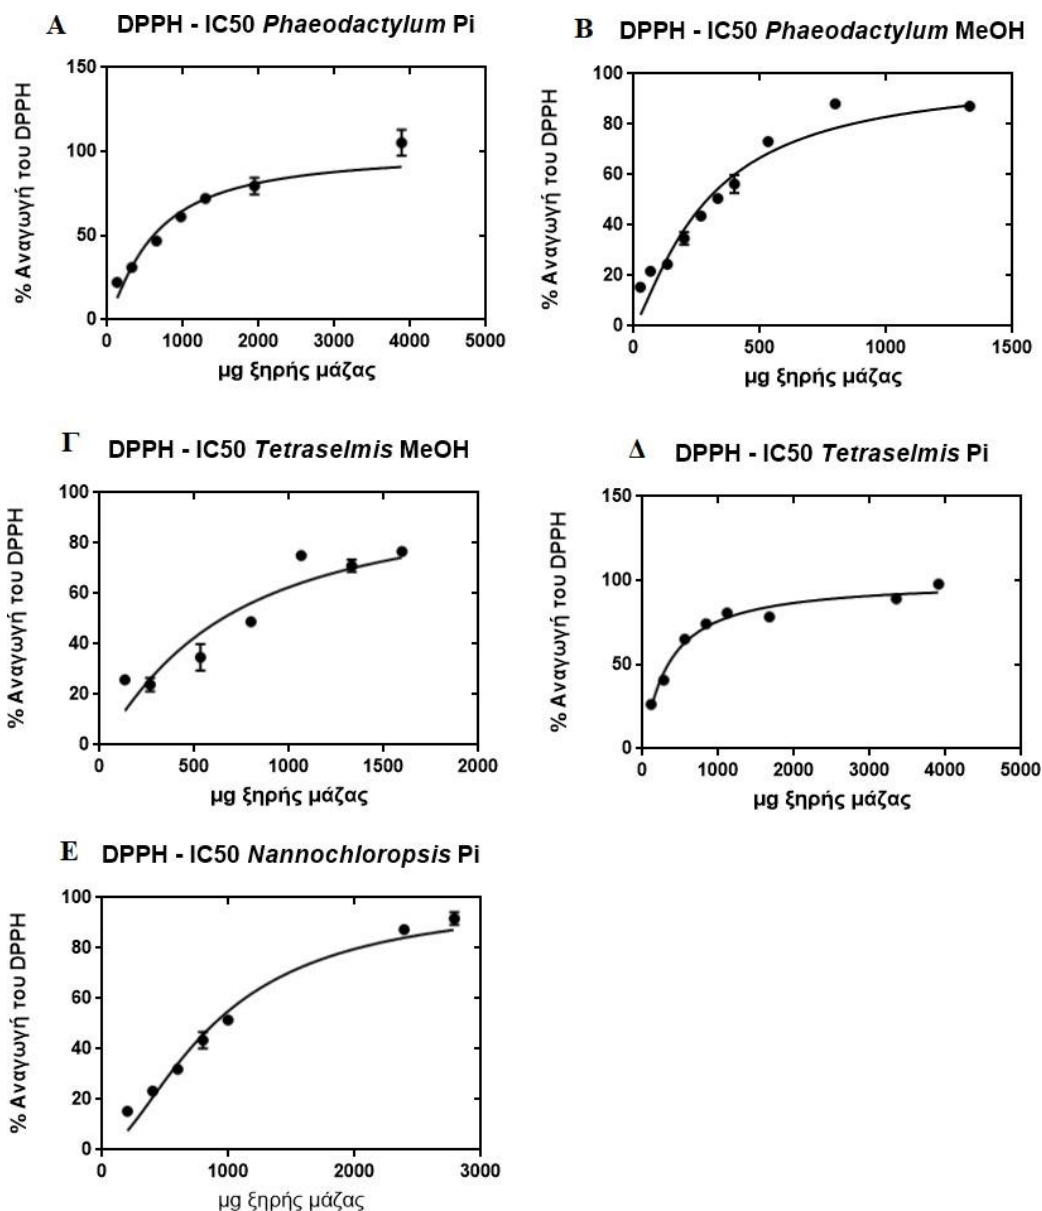 A DPPH - IC50 Phaeodactylum Pi
% Αναγωγή του DPPH
150
100
50
0
0 1000 2000 3000 4000 5000
μg ξηρής μάζας
B DPPH - IC50 Phaeodactylum MeOH
% Αναγωγή του DPPH
100
80
60
40
20
0
0 500 1000 1500
μg ξηρής μάζας
Γ DPPH - IC50 Tetraselmis MeOH
% Αναγωγή του DPPH
100
80
60
40
20
0
0 500 1000 1500 2000
μg ξηρής μάζας
Δ DPPH - IC50 Tetraselmis Pi
% Αναγωγή του DPPH
150
100
50
0
0 1000 2000 3000 4000 5000
μg ξηρής μάζας
E DPPH - IC50 Nannochloropsis Pi
% Αναγωγή του DPPH
100
80
60
40
20
0
0 1000 2000 3000
μg ξηρής μάζας